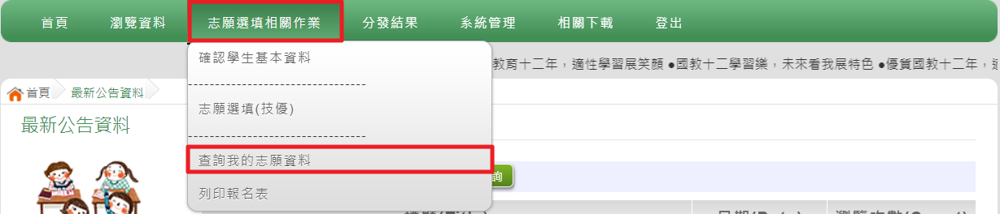 首頁 瀏覽資料 志願選填相關作業 分發結果 系統管理 相關下載 登出
確認學生基本資料
教育十二年，適性學習展笑顏 ●國教十二學習樂，未來看我展特色 ●優質國教十二年，適
------------------------------
首頁 最新公告資料
志願選填(技優)
最新公告資料
------------------------------
查詢我的志願資料
詢
列印報名表